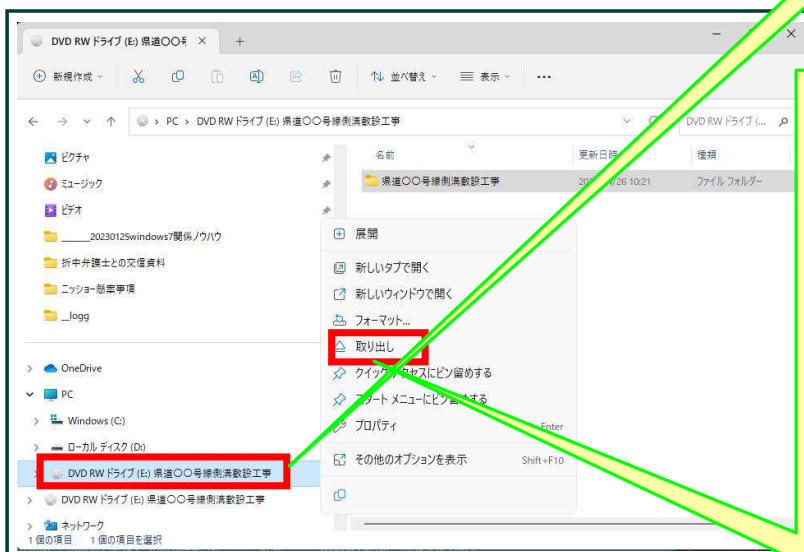 DVD RW ドライブ (E:) 県道〇〇号
新規作成
並べ替え
表示
PC › DVD RW ドライブ (E:) 県道〇〇号線側溝敷設工事
DVD RW ドライブ (...
名前
更新日時
種類
ピクチャ
ミュージック
ビデオ
______20230125windows7関係ノウハウ
折中弁護士との交信資料
ニッショー懸案事項
__logg
県道〇〇号線側溝敷設工事
/26 10:21
ファイル フォルダー
展開
新しいタブで開く
新しいウィンドウで開く
フォーマット...
取り出し
クイック アクセスにピン留めする
スタート メニューにピン留めする
プロパティ
Enter
その他のオプションを表示
Shift+F10
OneDrive
PC
Windows (C:)
ローカル ディスク (D:)
DVD RW ドライブ (E:) 県道〇〇号線側溝敷設工事
DVD RW ドライブ (E:) 県道〇〇号線側溝敷設工事
ネットワーク
1 個の項目 1 個の項目を選択